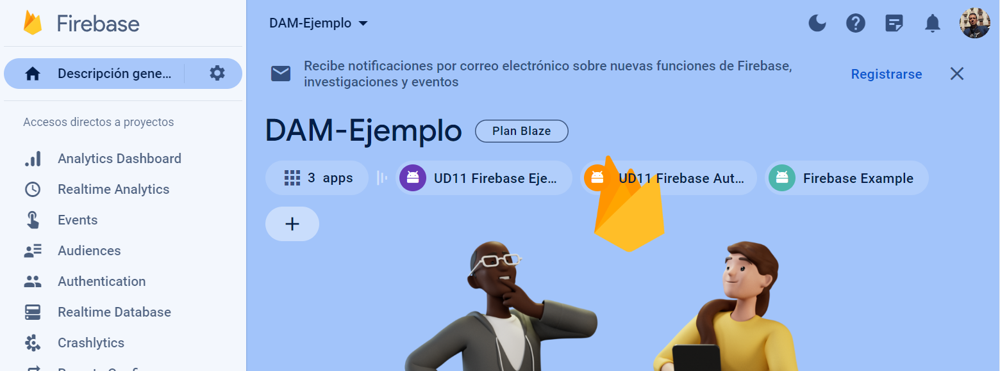 Firebase
DAM-Ejemplo
Descripción gene...
Recibe notificaciones por correo electrónico sobre nuevas funciones de Firebase,
investigaciones y eventos
Registrarse
Accesos directos a proyectos
DAM-Ejemplo
Plan Blaze
Analytics Dashboard
Realtime Analytics
Events
Audiences
Authentication
Realtime Database
Crashlytics
3 apps
UD11 Firebase Eje...
UD11 Firebase Aut...
Firebase Example